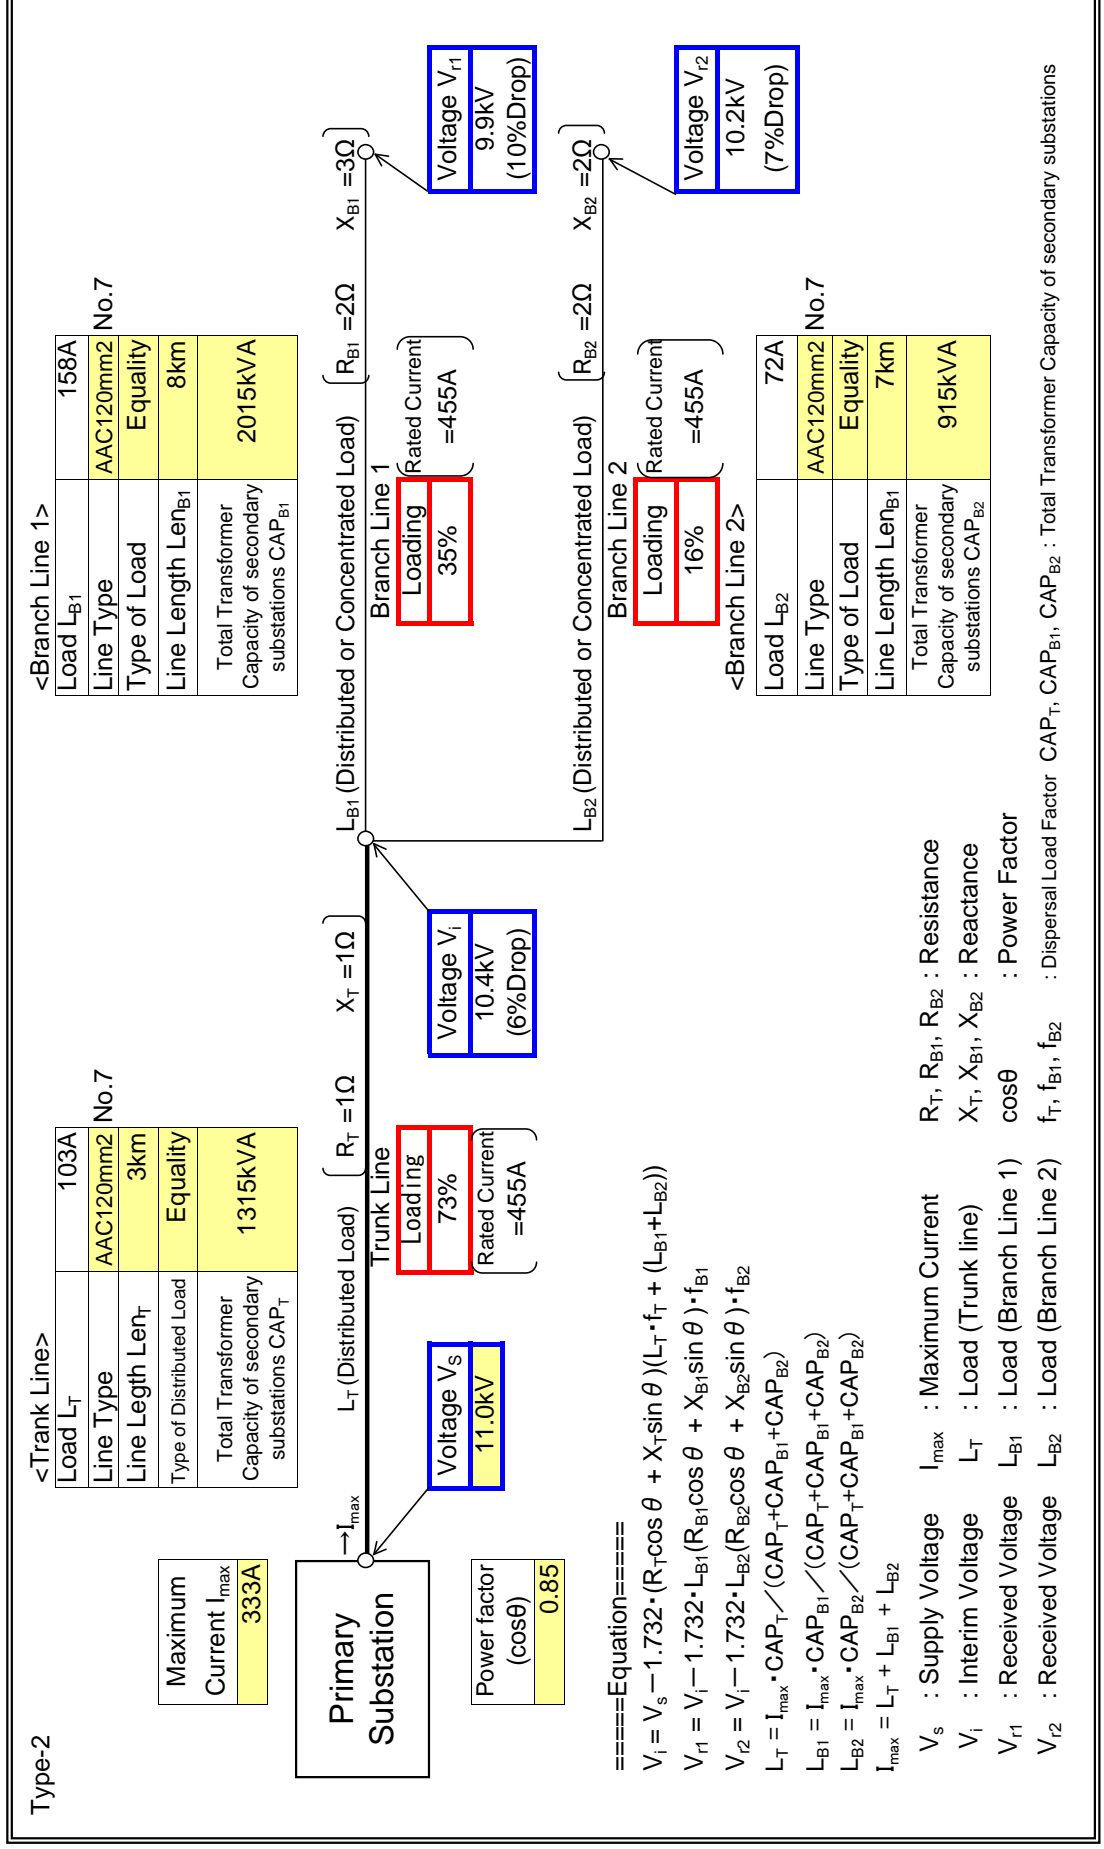 Type-2
Maximum
Current Imax
333A
<Trank Line>
Load LT 103A
Line Type AAC120mm2 No.7
Line Legth LenT 3km
Type of Distributed Load Equality
Total Transformer
Capacity of secondary
substations CAPT
1315kVA
<Branch Line 1>
Load LB1 158A
Line Type AAC120mm2 No.7
Type of Load Equality
Line Length LenB1 8km
Total Transformer
Capacity of secondary
substations CAPB1
2015kVA
Primary
Substation
→Imax
LT (Distributed Load) RT =1Ω XT =1Ω
LB1 (Distributed or Concentrated Load) RB1 =2Ω XB1 =3Ω
Trunk Line
Loading
73%
Rated Current
=455A
Branch Line 1
Loading
35%
Rated Current
=455A
Voltage VS
11.0kV
Voltage Vi
10.4kV
(6%Drop)
Voltage Vr1
9.9kV
(10%Drop)
Power factor
(cosθ)
0.85
LB2 (Distributed or Concentrated Load) RB2 =2Ω XB2 =2Ω
Branch Line 2
Loading
16%
Rated Current
=455A
Voltage Vr2
10.2kV
(7%Drop)
<Branch Line 2>
Load LB2 72A
Line Type AAC120mm2 No.7
Type of Load Equality
Line Length LenB1 7km
Total Transformer
Capacity of secondary
substations CAPB2
915kVA
=====Equation=====
Vi = Vs－1.732・(RTcosθ + XTsinθ)(LT・fT + (LB1+LB2))
Vr1 = Vi－1.732・LB1(RB1cosθ + XB1sinθ)・fB1
Vr2 = Vi－1.732・LB2(RB2cosθ + XB2sinθ)・fB2
LT = Imax・CAPT／(CAPT+CAPB1+CAPB2)
LB1 = Imax・CAPB1／(CAPT+CAPB1+CAPB2)
LB2 = Imax・CAPB2／(CAPT+CAPB1+CAPB2)
Imax = LT + LB1 + LB2
Vs : Supply Voltage Imax : Maximum Current RT, RB1, RB2 : Resistance
Vi : Interim Voltage LT : Load (Trunk line) XT, XB1, XB2 : Reactance
Vr1 : Received Voltage LB1 : Load (Branch Line 1) cosθ : Power Factor
Vr2 : Received Voltage LB2 : Load (Branch Line 2) fT, fB1, fB2 : Dispersal Load Factor CAPT, CAPB1, CAPB2 : Total Transformer Capacity of secondary substations